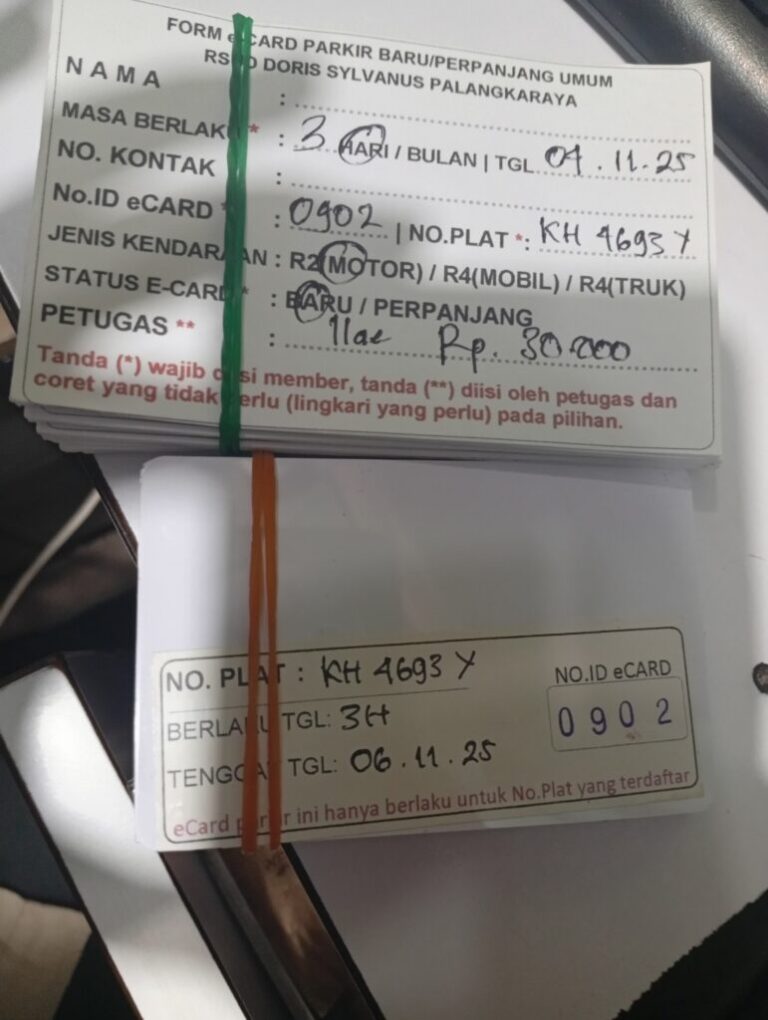 FORM eCARD PARKIR BARU/PERPANJANG UMUM
RSUD DORIS SYLVANUS PALANGKARAYA
NAMA :
MASA BERLAKU * : 3 HARI / BULAN | TGL 04.11.25
NO. KONTAK :
No.ID eCARD * : 0902 | NO.PLAT *: KH 4693 Y
JENIS KENDARAAN : R2(MOTOR) / R4(MOBIL) / R4(TRUK)
STATUS E-CARD * : BARU / PERPANJANG
PETUGAS ** : Rp. 30.000
Tanda (*) wajib diisi member, tanda (**) diisi oleh petugas dan
coret yang tidak perlu (lingkari yang perlu) pada pilihan.
NO. PLAT : KH 4693 Y
NO.ID eCARD
0902
BERLAKU TGL: 3H
TENGGAT TGL: 06.11.25
eCard parkir ini hanya berlaku untuk No.Plat yang terdaftar